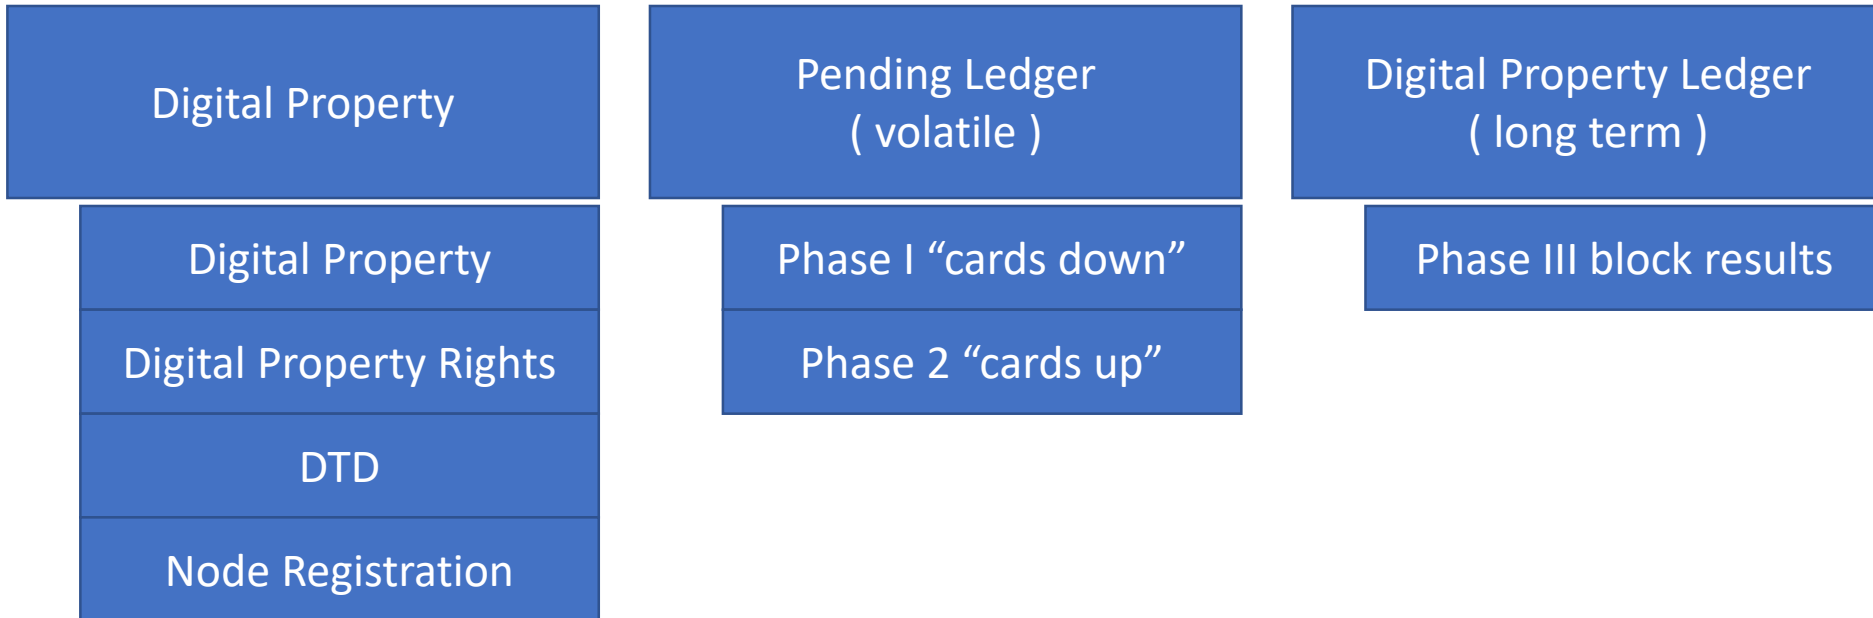 Digital Property
Digital Property
Digital Property Rights
DTD
Node Registration
Pending Ledger
( volatile )
Phase I “cards down”
Phase 2 “cards up”
Digital Property Ledger
( long term )
Phase III block results